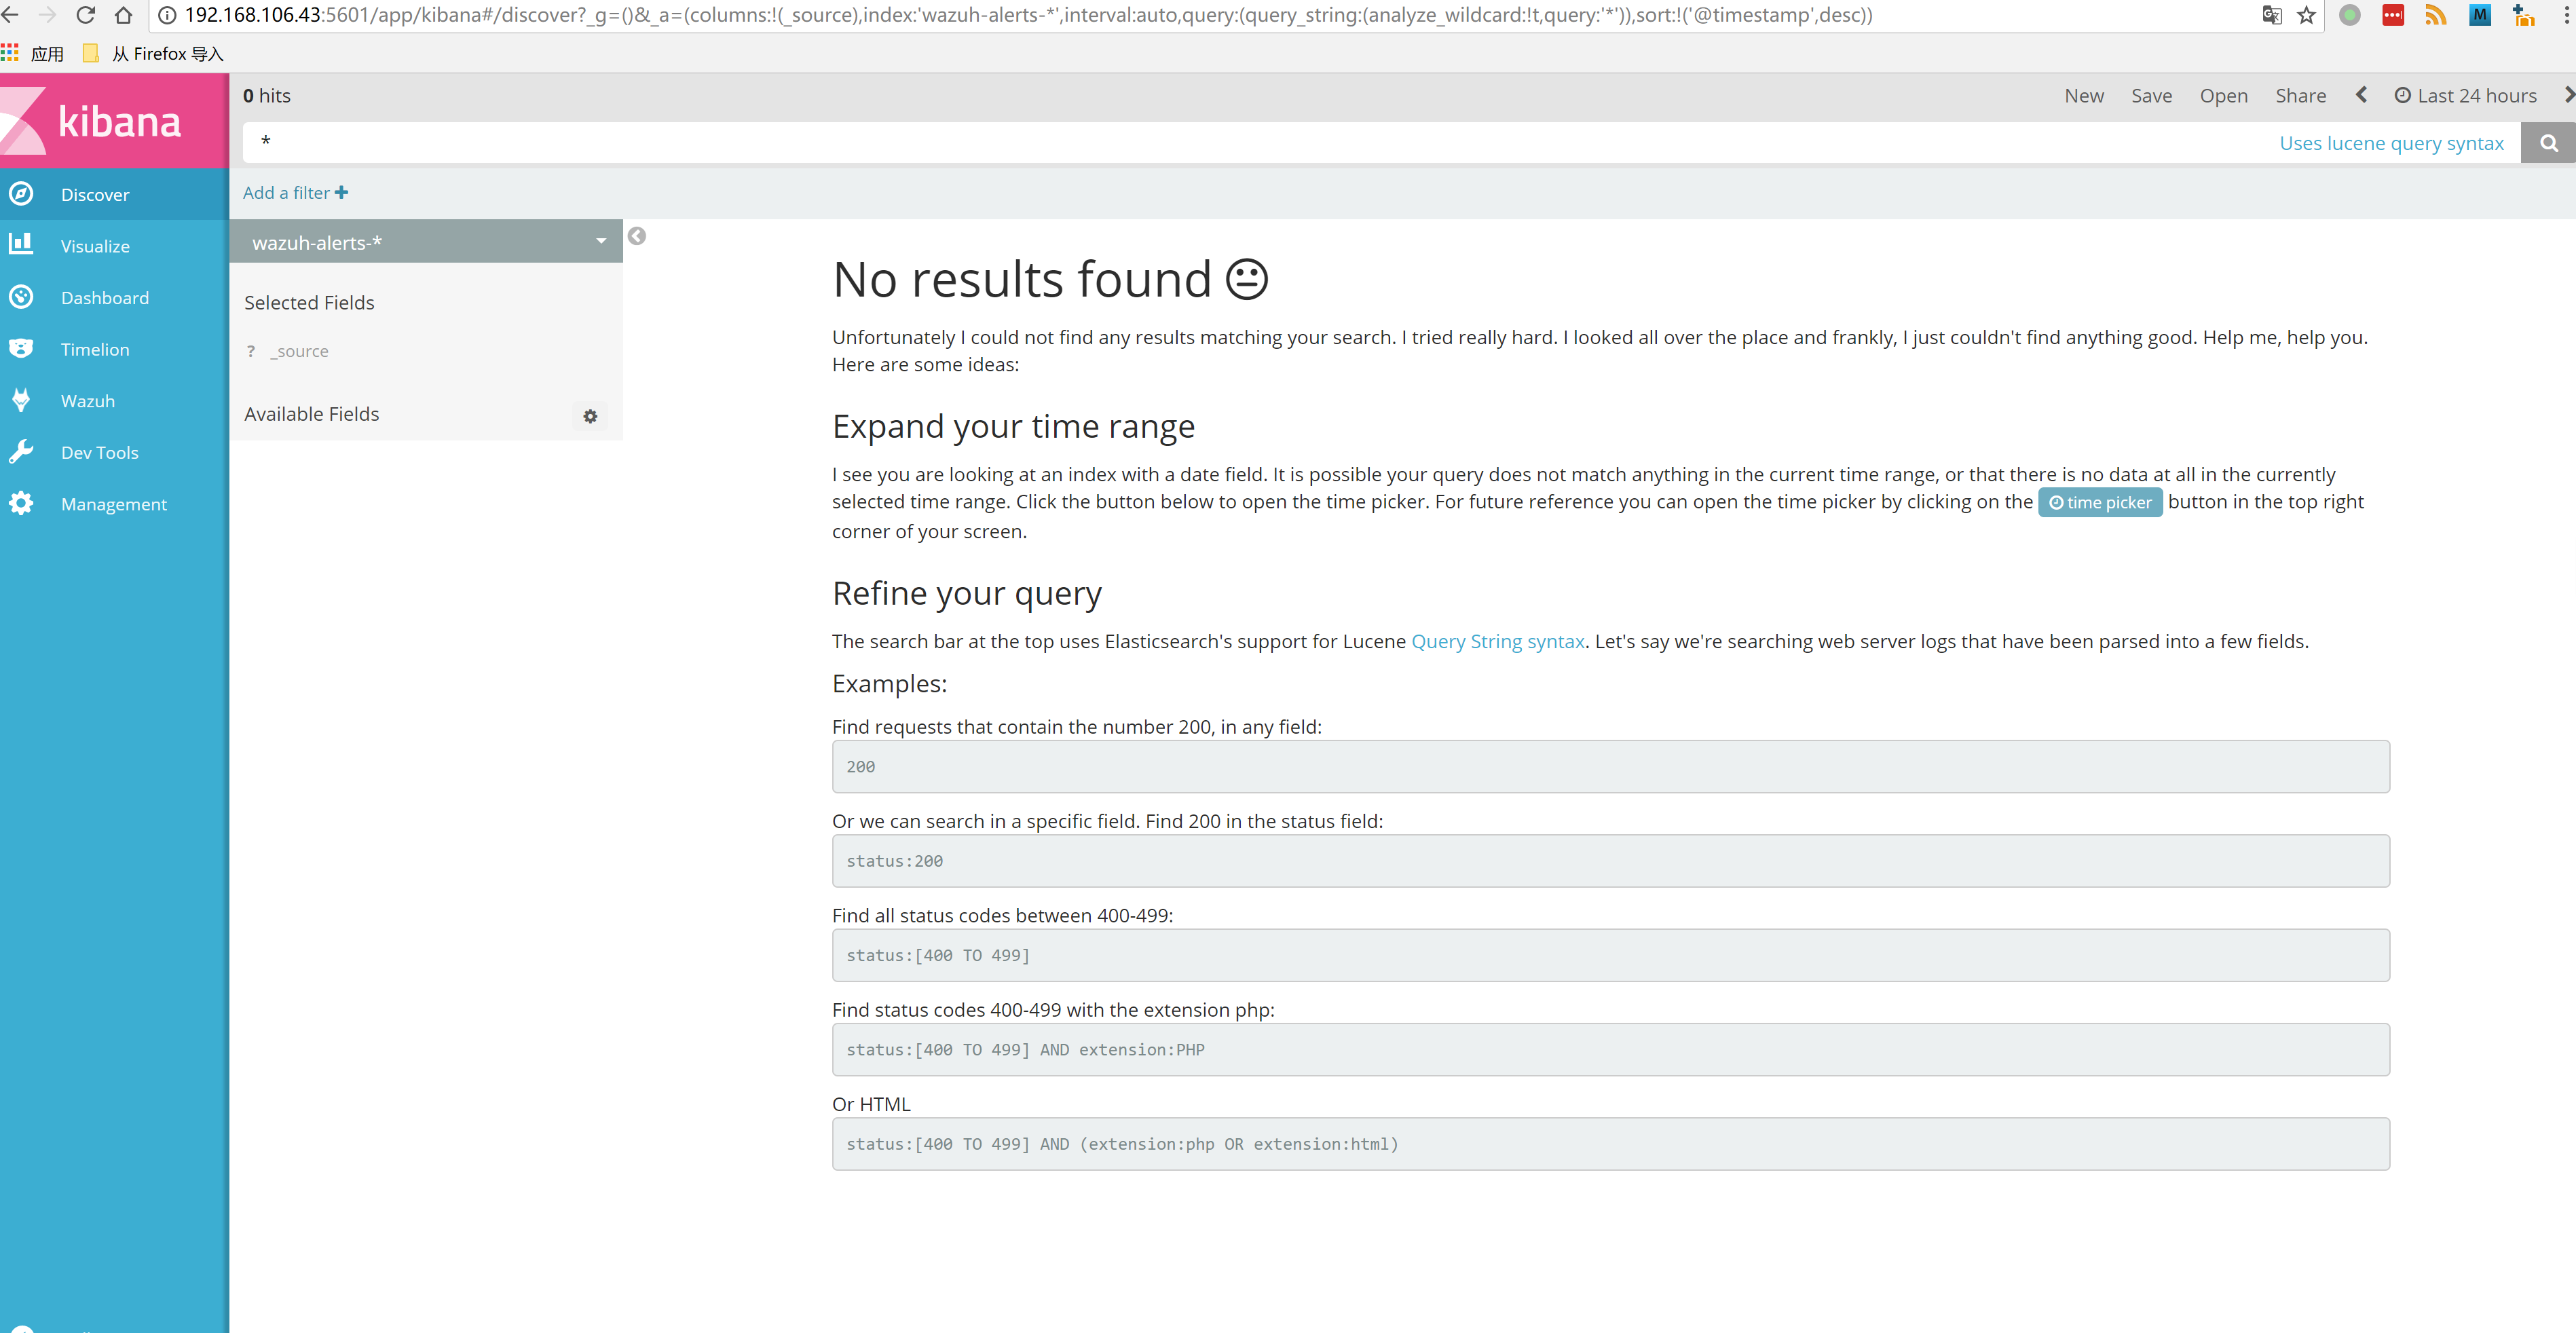 192.168.106.43:5601/app/kibana#/discover?_g=()&_a=(columns:!(_source),index:'wazuh-alerts-*',interval:auto,query:(query_string:(analyze_wildcard:!t,query:'*')),sort:!('@timestamp',desc))
M
应用 从 Firefox 导入
kibana
0 hits
New Save Open Share Last 24 hours
*
Uses lucene query syntax
Discover
Visualize
Dashboard
Timelion
Wazuh
Dev Tools
Management
Add a filter
wazuh-alerts-*
Selected Fields
? _source
Available Fields
No results found
Unfortunately I could not find any results matching your search. I tried really hard. I looked all over the place and frankly, I just couldn't find anything good. Help me, help you.
Here are some ideas:
Expand your time range
I see you are looking at an index with a date field. It is possible your query does not match anything in the current time range, or that there is no data at all in the currently
selected time range. Click the button below to open the time picker. For future reference you can open the time picker by clicking on the time picker button in the top right
corner of your screen.
Refine your query
The search bar at the top uses Elasticsearch's support for Lucene Query String syntax. Let's say we're searching web server logs that have been parsed into a few fields.
Examples:
Find requests that contain the number 200, in any field:
200
Or we can search in a specific field. Find 200 in the status field:
status:200
Find all status codes between 400-499:
status:[400 TO 499]
Find status codes 400-499 with the extension php:
status:[400 TO 499] AND extension:PHP
Or HTML
status:[400 TO 499] AND (extension:php OR extension:html)